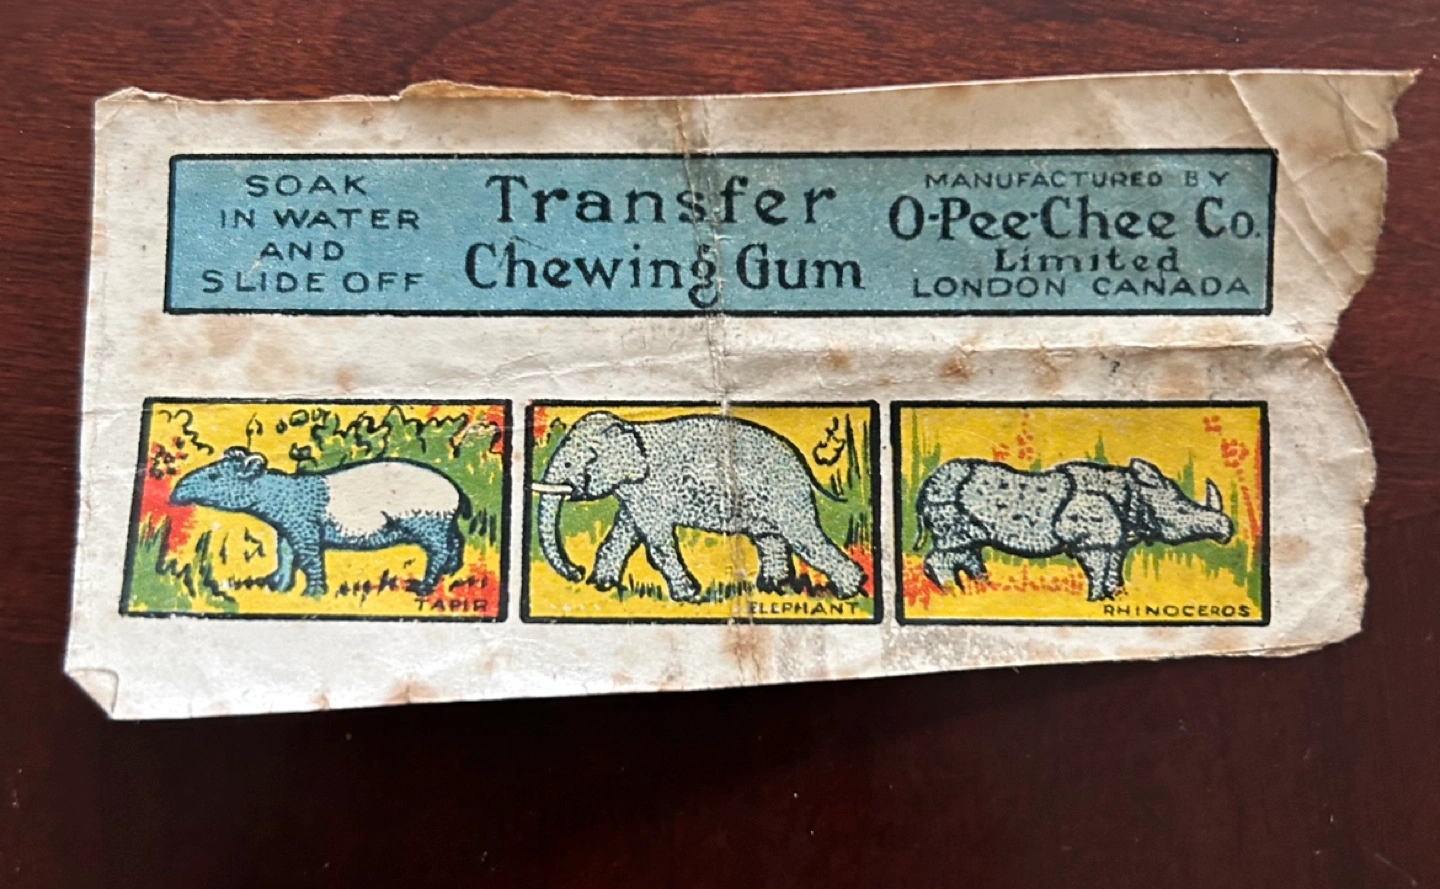 SOAK
IN WATER
AND
SLIDE OFF
Transfer
Chewing Gum
MANUFACTURED BY
O-Pee-Chee Co.
Limited
LONDON CANADA
TAPIR
ELEPHANT
RHINOCEROS